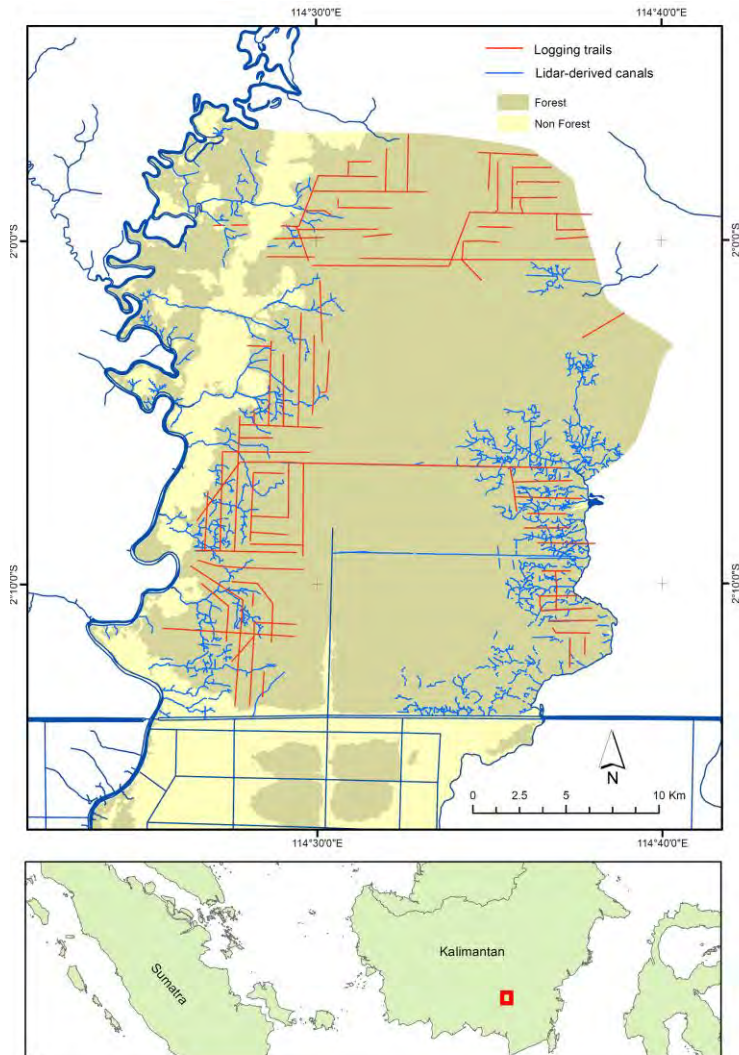 114°30'0"E
114°40'0"E
Logging trails
Lidar-derived canals
Forest
Non Forest
2°0'0"S
2°0'0"S
2°10'0"S
2°10'0"S
N
0 2.5 5 10 Km
114°30'0"E
114°40'0"E
Kalimantan
Sumatra